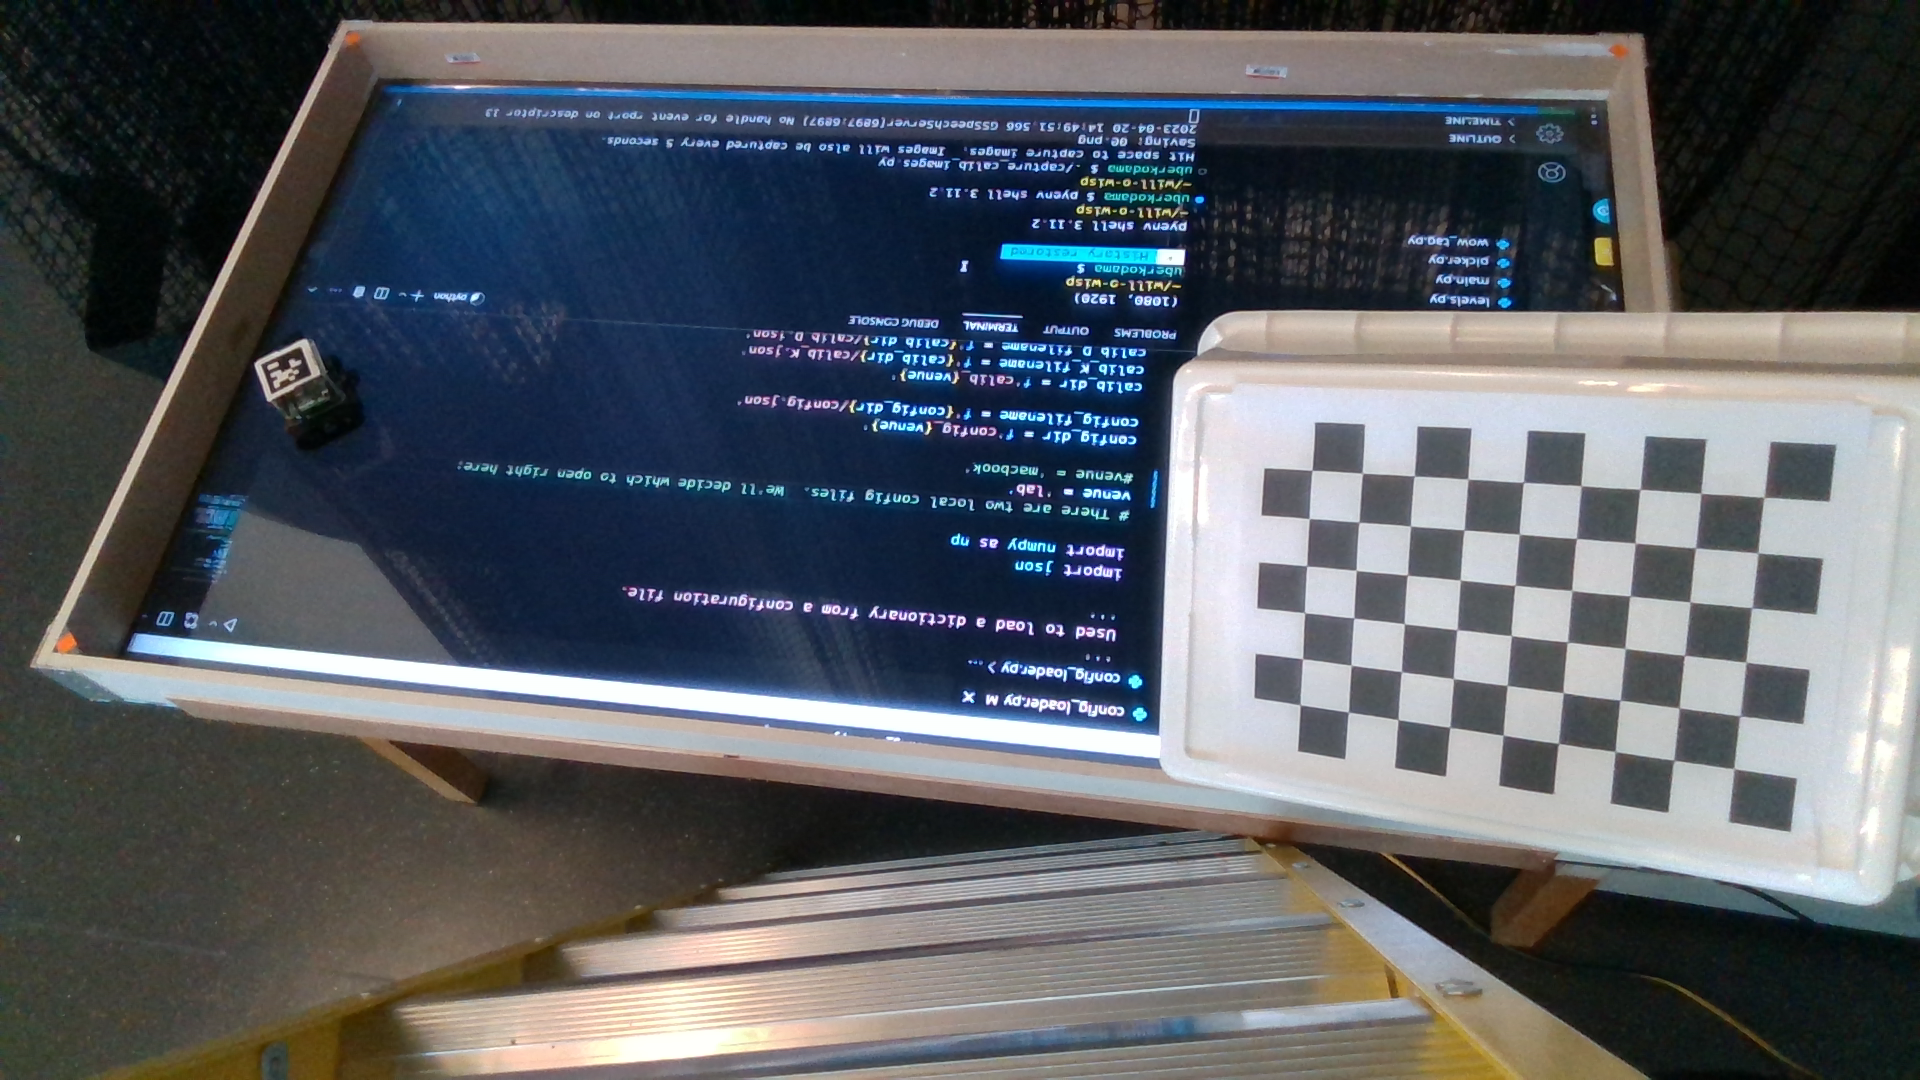 config_loader.py M ×
config_loader.py > ...
'''
Used to load a dictionary from a configuration file.
'''
import json
import numpy as np
# There are two local config files. We'll decide which to open right here:
venue = 'lab'
#venue = 'macbook'
config_dir = f'config_{venue}'
config_filename = f'{config_dir}/config.json'
calib_dir = f'calib_{venue}'
calib_K_filename = f'{calib_dir}/calib_K.json'
calib_D_filename = f'{calib_dir}/calib_D.json'
PROBLEMS OUTPUT TERMINAL DEBUG CONSOLE
python
(1080, 1920)
~/will-o-wisp
uberkodama $
* History restored
pyenv shell 3.11.2
~/will-o-wisp
uberkodama $ pyenv shell 3.11.2
~/will-o-wisp
uberkodama $ ./capture_calib_images.py
Hit space to capture images. Images will also be captured every 5 seconds.
Saving: 00.png
2023-04-20 14:49:51.566 GSSpeechServer[6897:6897] No handle for event rport on descriptor 13
levels.py
main.py
picker.py
wow_tag.py
> OUTLINE
> TIMELINE